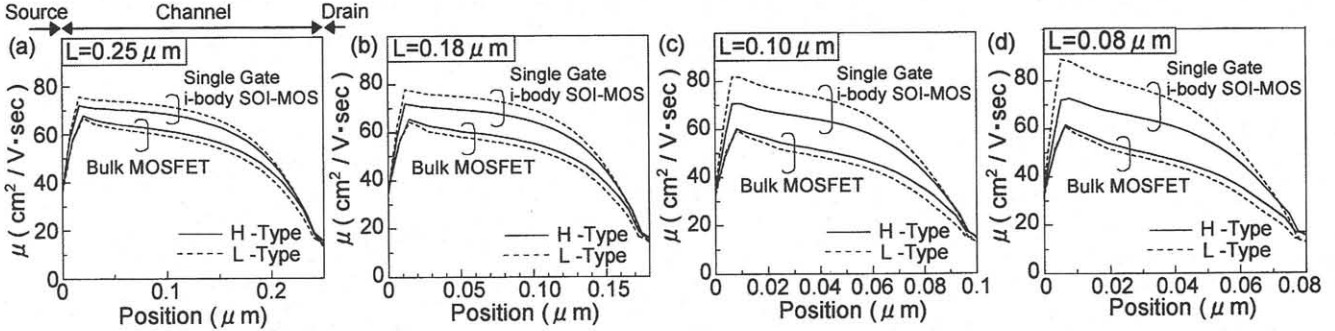 Source Channel Drain
(a) L=0.25 μm
μ ( cm² / V·sec)
80
60
40
20
0
Single Gate
i-body SOI-MOS
Bulk MOSFET
H -Type
L -Type
0 0.1 0.2
Position ( μ m)
(b) L=0.18 μm
μ ( cm² / V·sec)
80
60
40
20
0
Single Gate
i-body SOI-MOS
Bulk MOSFET
H -Type
L -Type
0 0.05 0.10 0.15
Position ( μ m)
(c) L=0.10 μm
μ ( cm² / V·sec)
80
60
40
20
0
Single Gate
i-body SOI-MOS
Bulk MOSFET
H -Type
L -Type
0 0.02 0.04 0.06 0.08 0.1
Position ( μ m)
(d) L=0.08 μm
μ ( cm² / V·sec)
80
60
40
20
0
Single Gate
i-body SOI-MOS
Bulk MOSFET
H -Type
L -Type
0 0.02 0.04 0.06 0.08
Position ( μ m)